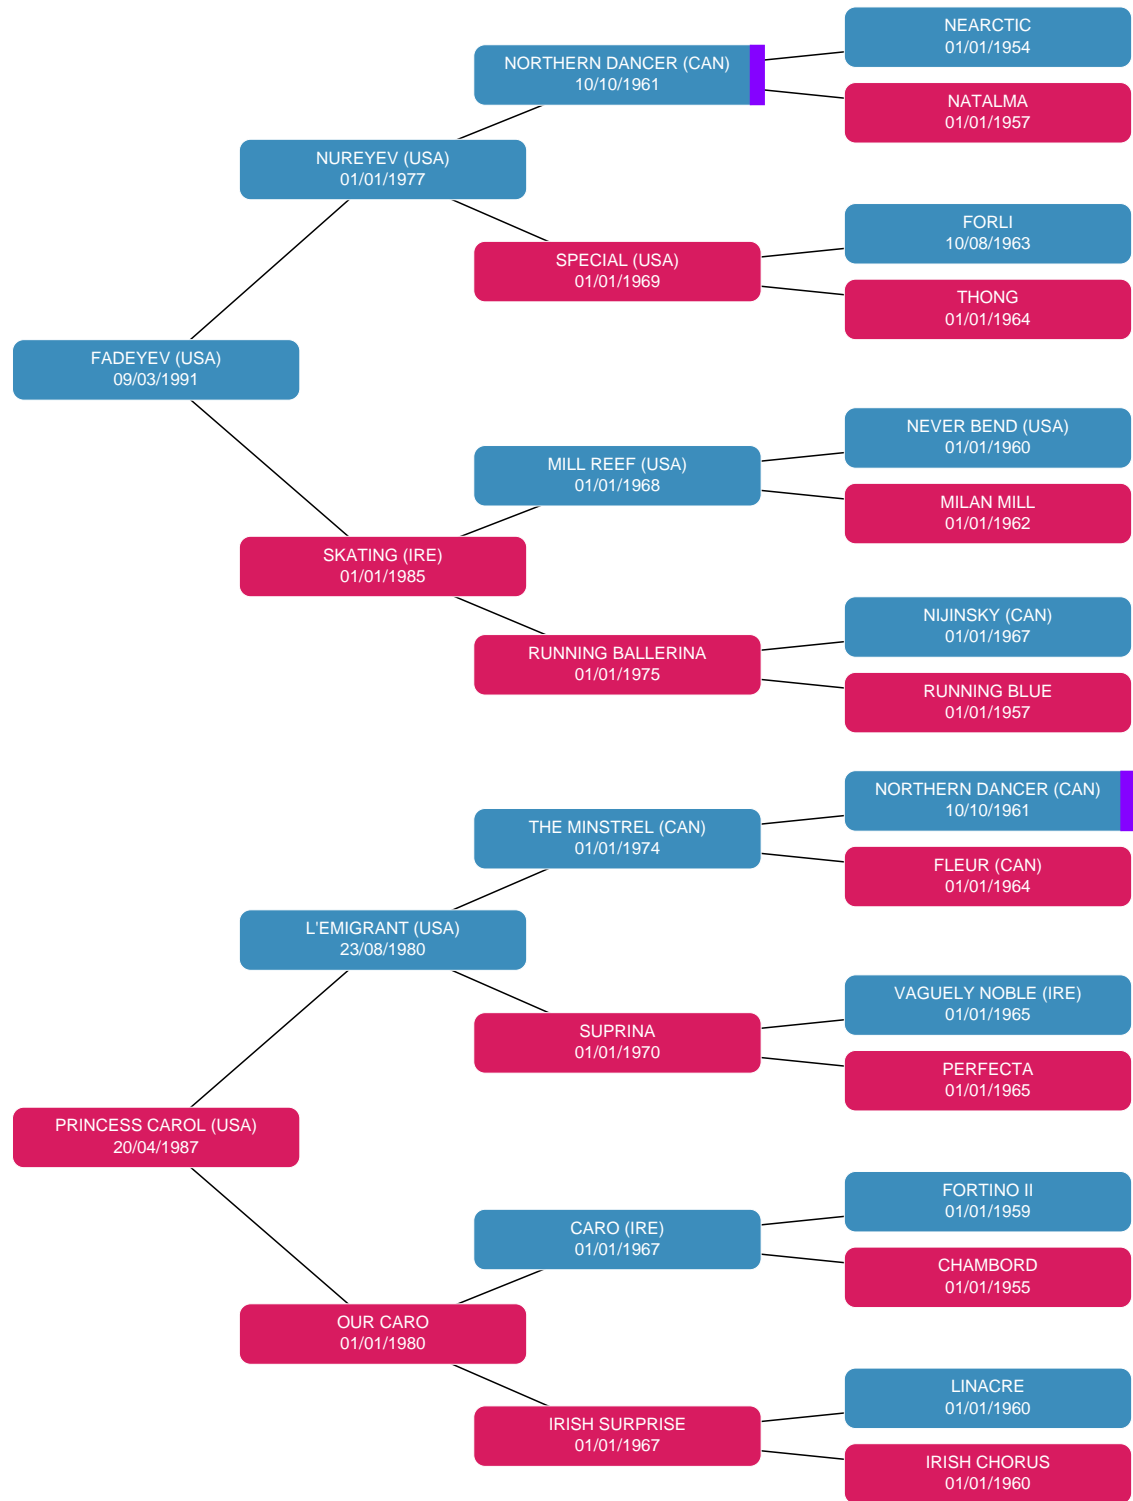 NEARCTIC
01/01/1954
NORTHERN DANCER (CAN)
10/10/1961
NATALMA
01/01/1957
NUREYEV (USA)
01/01/1977
FORLI
10/08/1963
SPECIAL (USA)
01/01/1969
THONG
01/01/1964
FADEYEV (USA)
09/03/1991
NEVER BEND (USA)
01/01/1960
MILL REEF (USA)
01/01/1968
MILAN MILL
01/01/1962
SKATING (IRE)
01/01/1985
NIJINSKY (CAN)
01/01/1967
RUNNING BALLERINA
01/01/1975
RUNNING BLUE
01/01/1957
NORTHERN DANCER (CAN)
10/10/1961
THE MINSTREL (CAN)
01/01/1974
FLEUR (CAN)
01/01/1964
L'EMIGRANT (USA)
23/08/1980
VAGUELY NOBLE (IRE)
01/01/1965
SUPRINA
01/01/1970
PERFECTA
01/01/1965
PRINCESS CAROL (USA)
20/04/1987
FORTINO II
01/01/1959
CARO (IRE)
01/01/1967
CHAMBORD
01/01/1955
OUR CARO
01/01/1980
LINACRE
01/01/1960
IRISH SURPRISE
01/01/1967
IRISH CHORUS
01/01/1960